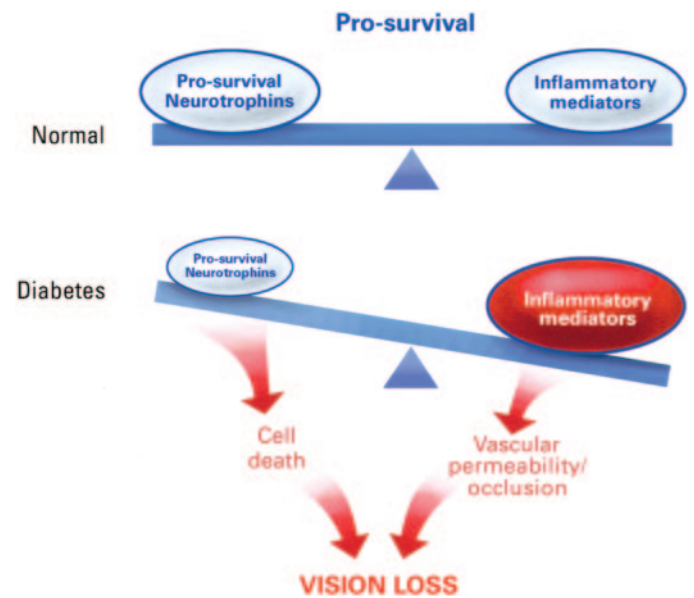 Pro-survival
Pro-survival
Neurotrophins
Inflammatory
mediators
Normal
Pro-survival
Neurotrophins
Diabetes
Inflammatory
mediators
Cell
death
Vascular
permeability/
occlusion
VISION LOSS